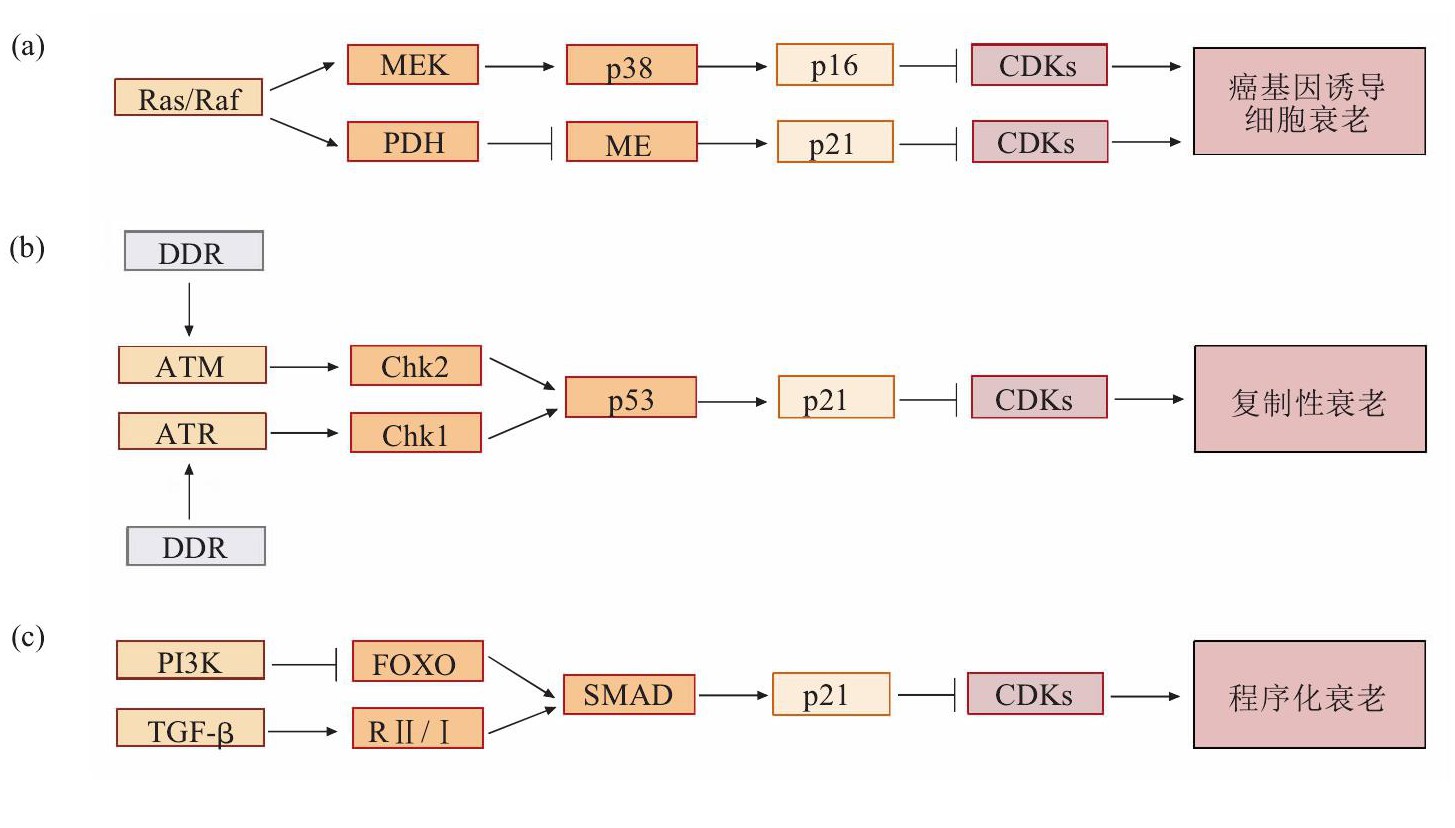 (a)
MEK
p38
p16
CDKs
Ras/Raf
癌基因诱导
细胞衰老
PDH
ME
p21
CDKs
(b)
DDR
ATM
Chk2
p53
p21
CDKs
复制性衰老
ATR
Chk1
DDR
(c)
PI3K
FOXO
SMAD
p21
CDKs
程序化衰老
TGF-β
RⅡ/Ⅰ